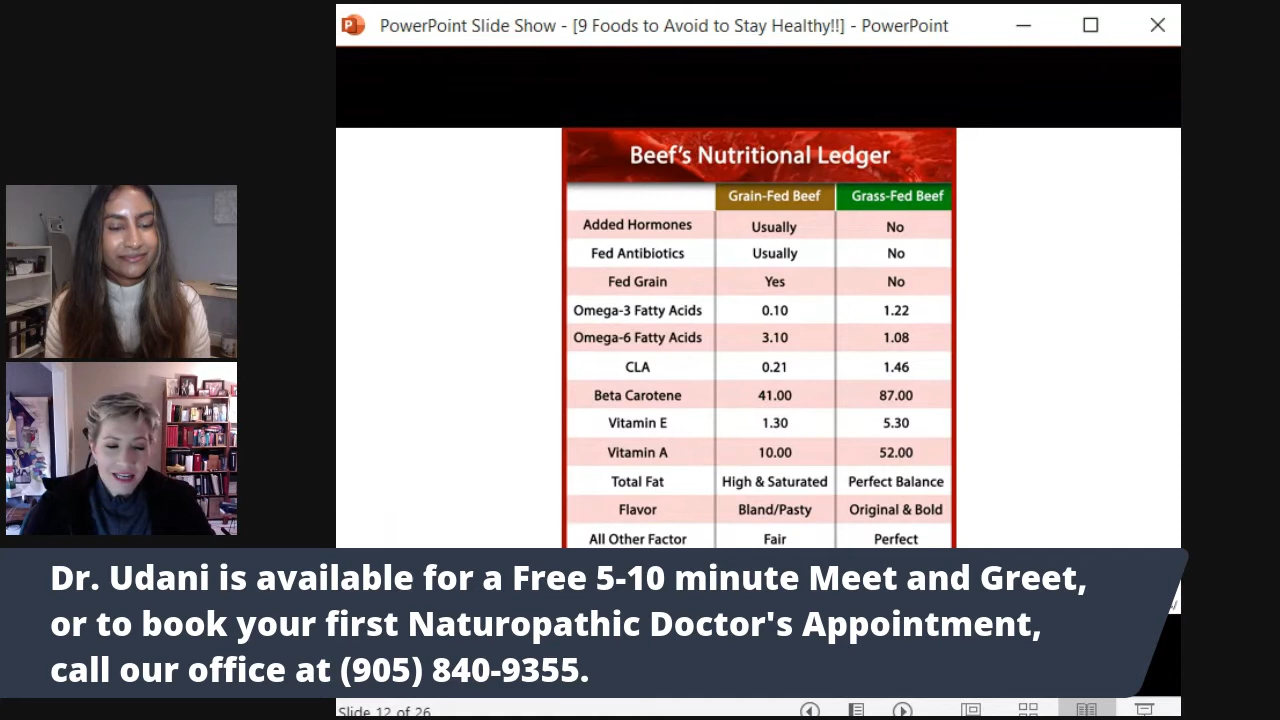 PowerPoint Slide Show - [9 Foods to Avoid to Stay Healthy!!] - PowerPoint
Beef's Nutritional Ledger
Grain-Fed Beef Grass-Fed Beef
Added Hormones Usually No
Fed Antibiotics Usually No
Fed Grain Yes No
Omega-3 Fatty Acids 0.10 1.22
Omega-6 Fatty Acids 3.10 1.08
CLA 0.21 1.46
Beta Carotene 41.00 87.00
Vitamin E 1.30 5.30
Vitamin A 10.00 52.00
Total Fat High & Saturated Perfect Balance
Flavor Bland/Pasty Original & Bold
All Other Factor Fair Perfect
Dr. Udani is available for a Free 5-10 minute Meet and Greet,
or to book your first Naturopathic Doctor's Appointment,
call our office at (905) 840-9355.
Slide 12 of 26